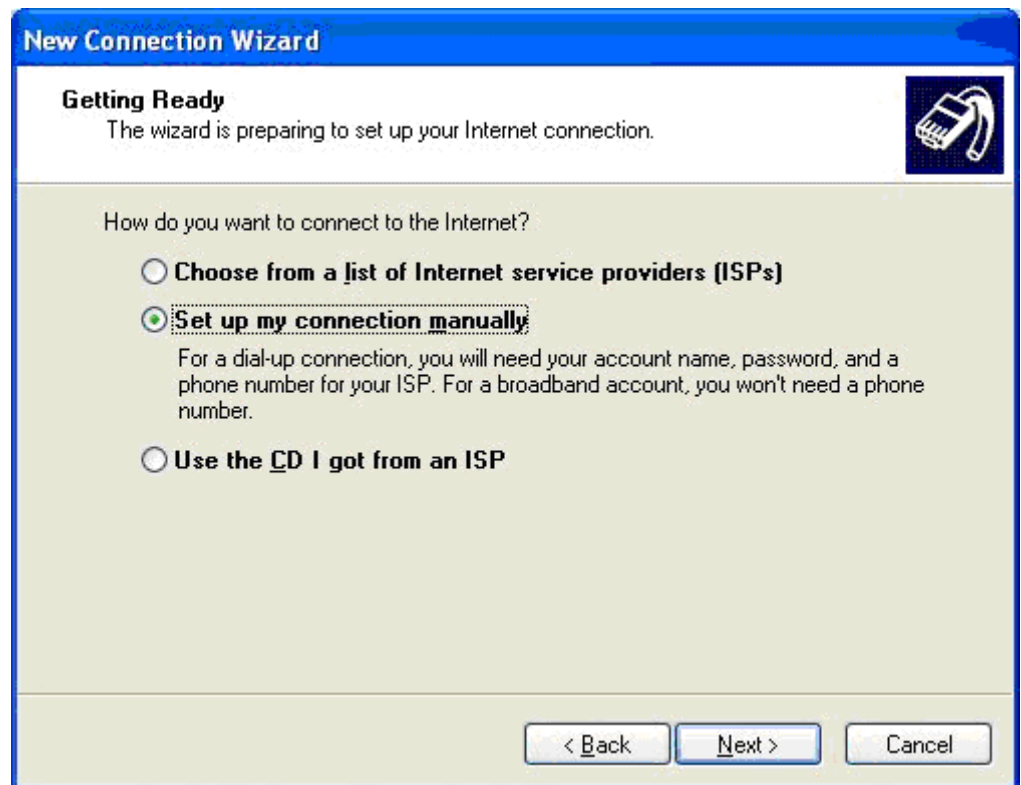 New Connection Wizard
Getting Ready
The wizard is preparing to set up your Internet connection.
How do you want to connect to the Internet?
Choose from a list of Internet service providers (ISPs)
Set up my connection manually
For a dial-up connection, you will need your account name, password, and a
phone number for your ISP. For a broadband account, you won't need a phone
number.
Use the CD I got from an ISP
< Back Next > Cancel